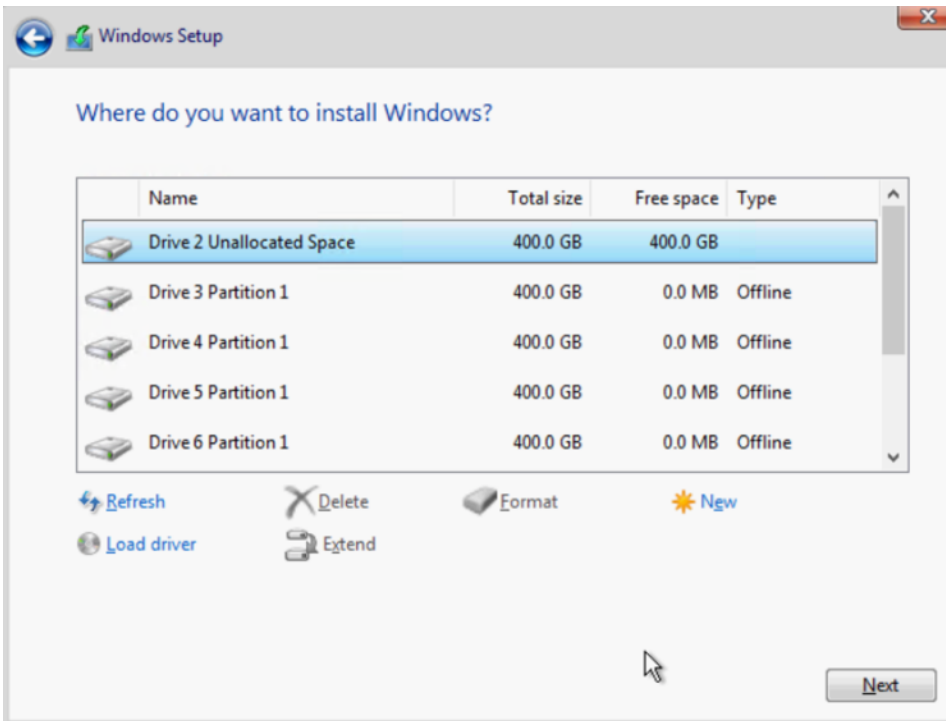 Windows Setup
Where do you want to install Windows?
Name Total size Free space Type
Drive 2 Unallocated Space 400.0 GB 400.0 GB
Drive 3 Partition 1 400.0 GB 0.0 MB Offline
Drive 4 Partition 1 400.0 GB 0.0 MB Offline
Drive 5 Partition 1 400.0 GB 0.0 MB Offline
Drive 6 Partition 1 400.0 GB 0.0 MB Offline
Refresh Delete Format New
Load driver Extend
Next